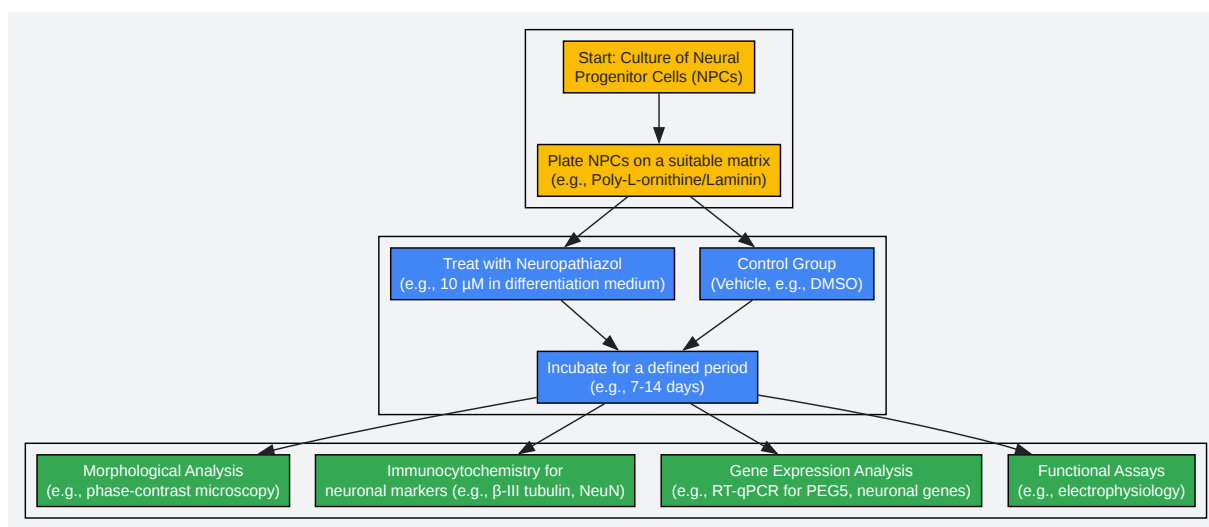 Start: Culture of Neural
Progenitor Cells (NPCs)
Plate NPCs on a suitable matrix
(e.g., Poly-L-ornithine/Laminin)
Treat with Neuropathiazol
(e.g., 10 µM in differentiation medium)
Control Group
(Vehicle, e.g., DMSO)
Incubate for a defined period
(e.g., 7-14 days)
Morphological Analysis
(e.g., phase-contrast microscopy)
Immunocytochemistry for
neuronal markers (e.g., β-III tubulin, NeuN)
Gene Expression Analysis
(e.g., RT-qPCR for PEG5, neuronal genes)
Functional Assays
(e.g., electrophysiology)